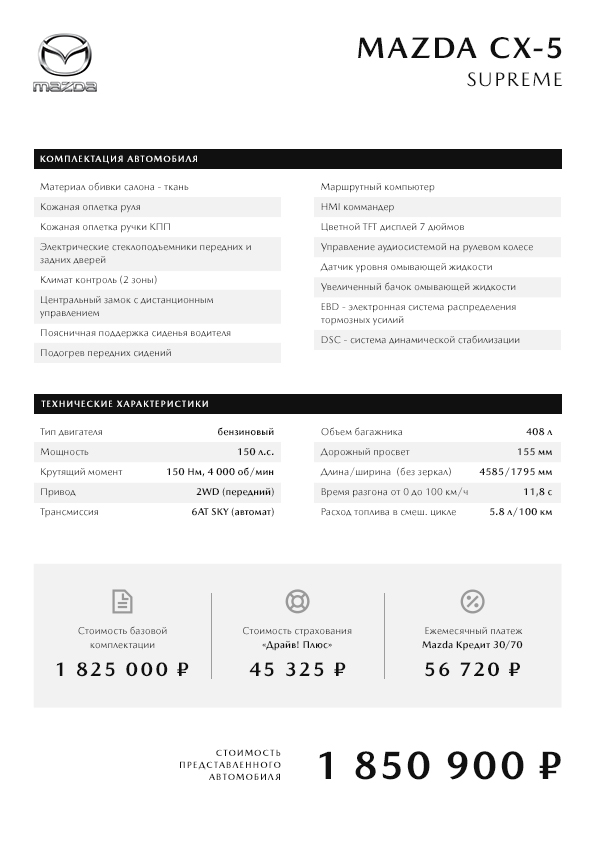 mazda
MAZDA CX-5
SUPREME
КОМПЛЕКТАЦИЯ АВТОМОБИЛЯ
Материал обивки салона - ткань
Кожаная оплетка руля
Кожаная оплетка ручки КПП
Электрические стеклоподъемники передних и
задних дверей
Климат контроль (2 зоны)
Центральный замок с дистанционным
управлением
Поясничная поддержка сиденья водителя
Подогрев передних сидений
Маршрутный компьютер
HMI коммандер
Цветной TFT дисплей 7 дюймов
Управление аудиосистемой на рулевом колесе
Датчик уровня омывающей жидкости
Увеличенный бачок омывающей жидкости
EBD - электронная система распределения
тормозных усилий
DSC - система динамической стабилизации
ТЕХНИЧЕСКИЕ ХАРАКТЕРИСТИКИ
Тип двигателя бензиновый
Мощность 150 л.с.
Крутящий момент 150 Нм, 4 000 об/мин
Привод 2WD (передний)
Трансмиссия 6AT SKY (автомат)
Объем багажника 408 л
Дорожный просвет 155 мм
Длина/ширина (без зеркал) 4585/1795 мм
Время разгона от 0 до 100 км/ч 11,8 с
Расход топлива в смеш. цикле 5.8 л/100 км
Стоимость базовой
комплектации
1 825 000 ₽
Стоимость страхования
«Драйв! Плюс»
45 325 ₽
Ежемесячный платеж
Mazda Кредит 30/70
56 720 ₽
СТОИМОСТЬ
ПРЕДСТАВЛЕННОГО
АВТОМОБИЛЯ
1 850 900 ₽